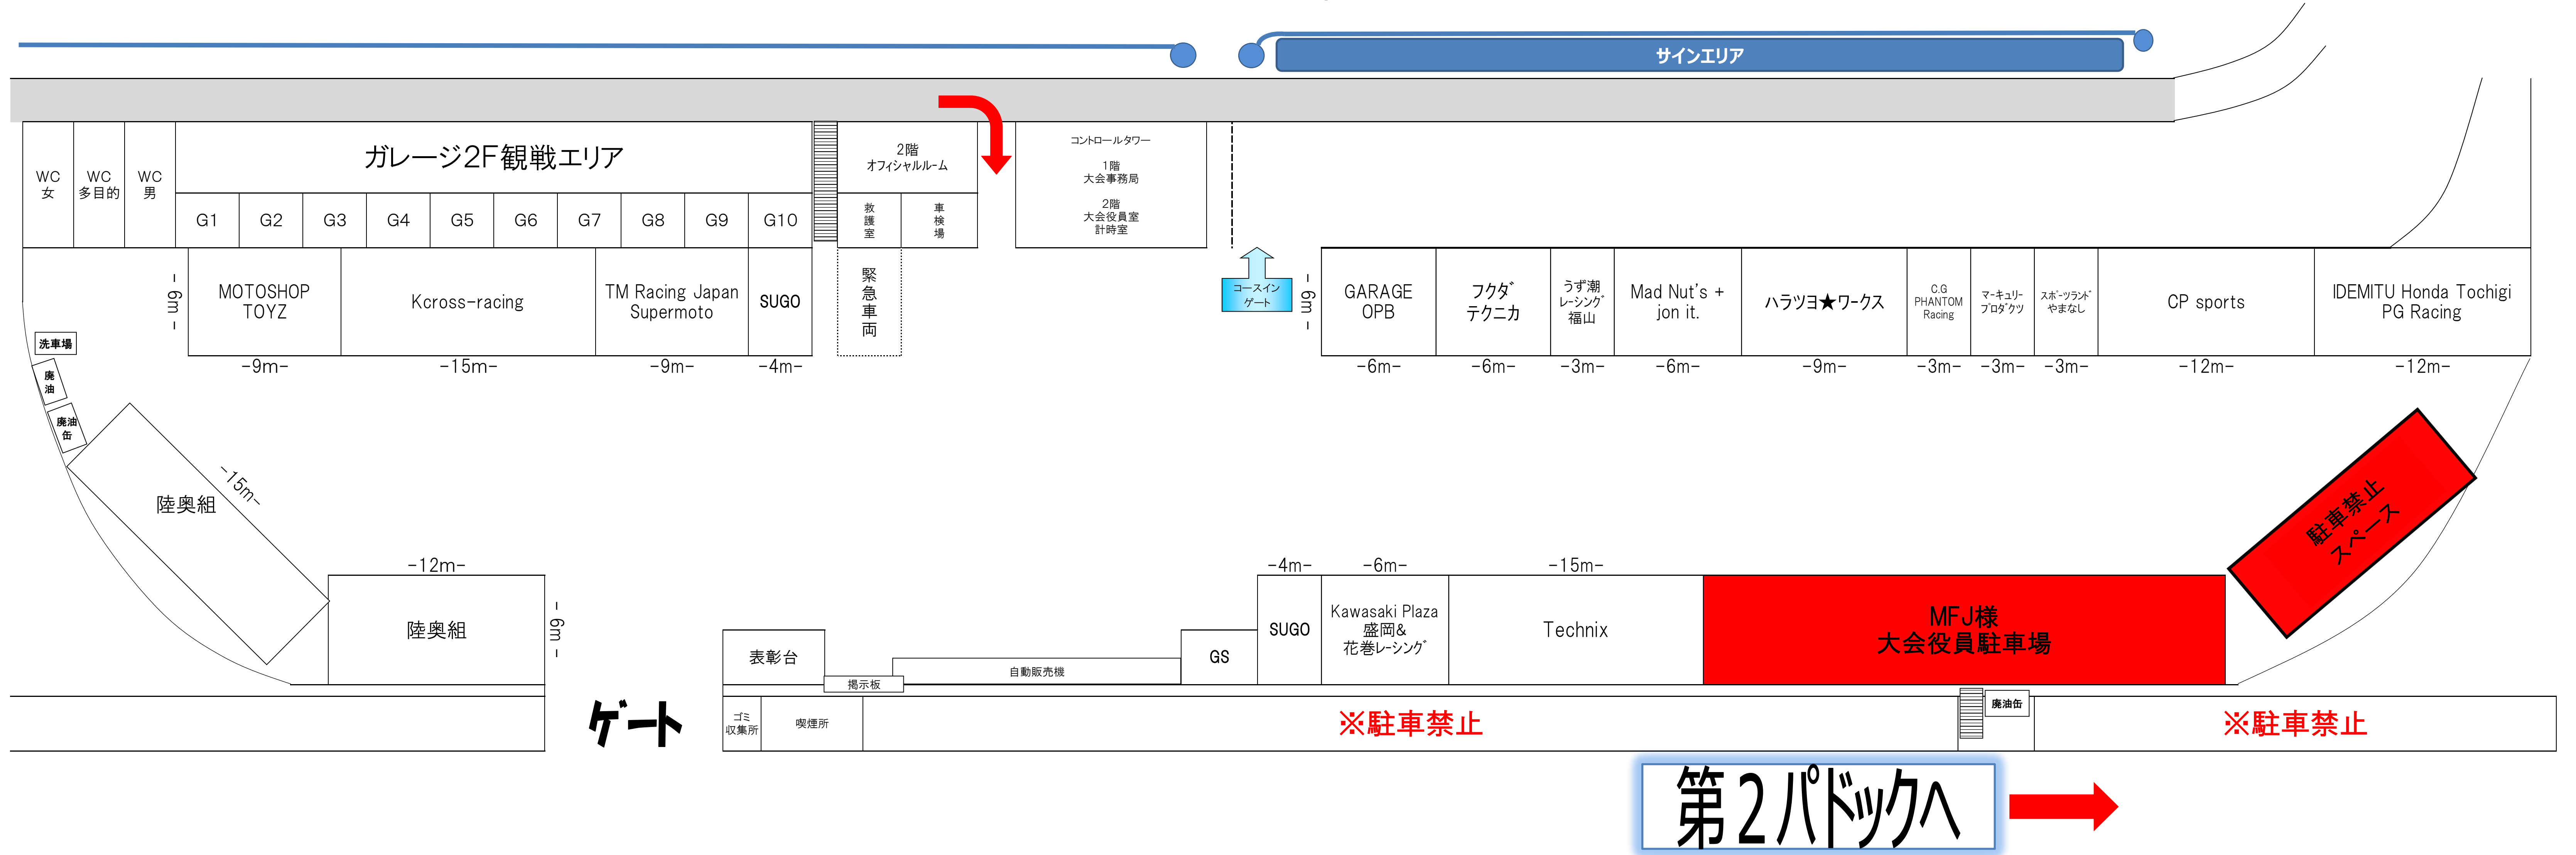 サインエリア
WC
女
WC
多目的
WC
男
ガレージ2F観戦エリア
G1
G2
G3
G4
G5
G6
G7
G8
G9
G10
2階
オフィシャルルーム
救護室
車検場
コントロールタワー
1階
大会事務局
2階
大会役員室
計時室
- 6m -
MOTOSHOP
TOYZ
Kcross-racing
TM Racing Japan
Supermoto
SUGO
緊急車両
コースイン
ゲート
- 6m -
GARAGE
OPB
フクダ
テクニカ
うず潮
レーシング
福山
Mad Nut's +
jon it.
ハラツヨ★ワークス
C.G
PHANTOM
Racing
マーキュリー
プロダクツ
スポーツランド
やまなし
CP sports
IDEMITU Honda Tochigi
PG Racing
-9m-
-15m-
-9m-
-4m-
-6m-
-6m-
-3m-
-6m-
-9m-
-3m-
-3m-
-3m-
-12m-
-12m-
洗車場
廃油
廃油
缶
陸奥組
-15m-
-12m-
陸奥組
- 6m -
駐車禁止
スペース
-4m-
-6m-
-15m-
表彰台
掲示板
自動販売機
GS
SUGO
Kawasaki Plaza
盛岡&
花巻レーシング
Technix
MFJ様
大会役員駐車場
ゲート
ゴミ
収集所
喫煙所
※駐車禁止
廃油缶
※駐車禁止
第2パドックへ